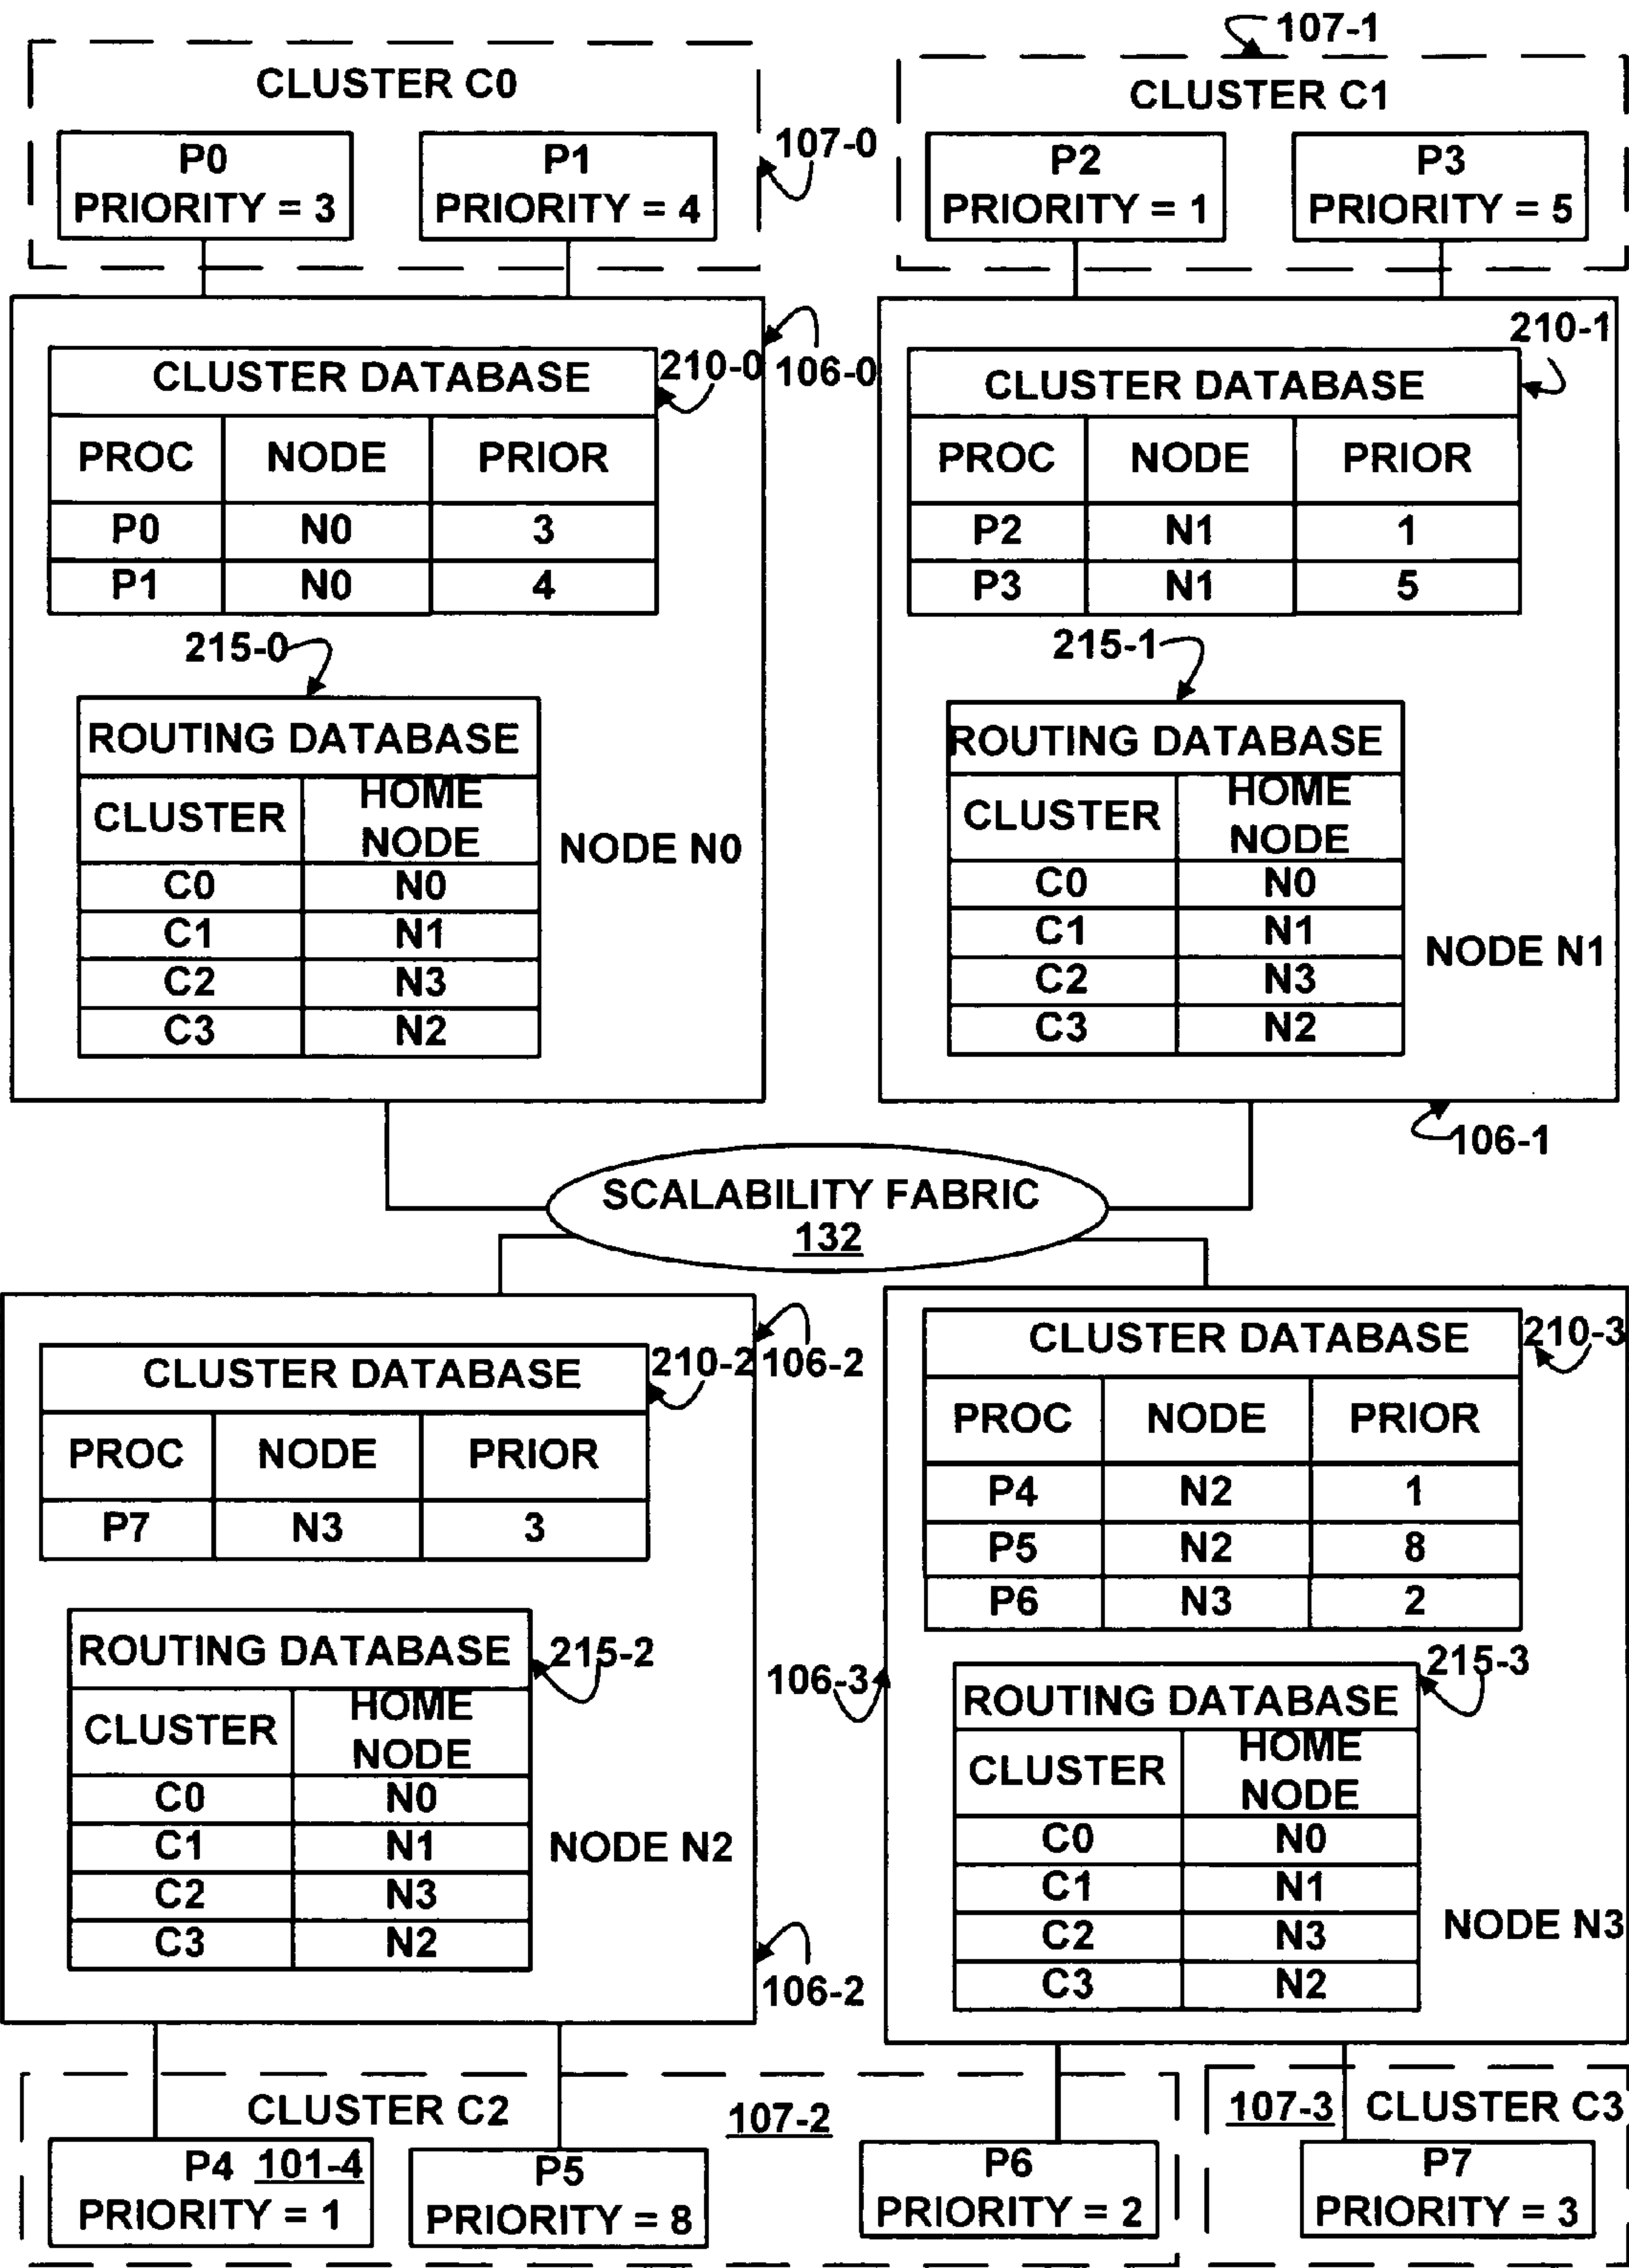 107-1
CLUSTER C0
CLUSTER C1
P0
PRIORITY = 3
P1
PRIORITY = 4
107-0
P2
PRIORITY = 1
P3
PRIORITY = 5
CLUSTER DATABASE
210-0
106-0
PROC NODE PRIOR
P0 N0 3
P1 N0 4
215-0
ROUTING DATABASE
CLUSTER HOME NODE
C0 N0
C1 N1
C2 N3
C3 N2
NODE N0
210-1
CLUSTER DATABASE
PROC NODE PRIOR
P2 N1 1
P3 N1 5
215-1
ROUTING DATABASE
CLUSTER HOME NODE
C0 N0
C1 N1
C2 N3
C3 N2
NODE N1
106-1
SCALABILITY FABRIC
132
CLUSTER DATABASE
210-2
106-2
PROC NODE PRIOR
P7 N3 3
ROUTING DATABASE
215-2
CLUSTER HOME NODE
C0 N0
C1 N1
C2 N3
C3 N2
NODE N2
106-2
CLUSTER DATABASE
210-3
PROC NODE PRIOR
P4 N2 1
P5 N2 8
P6 N3 2
106-3
215-3
ROUTING DATABASE
CLUSTER HOME NODE
C0 N0
C1 N1
C2 N3
C3 N2
NODE N3
CLUSTER C2
107-2
107-3
CLUSTER C3
P4 101-4
PRIORITY = 1
P5
PRIORITY = 8
P6
PRIORITY = 2
P7
PRIORITY = 3